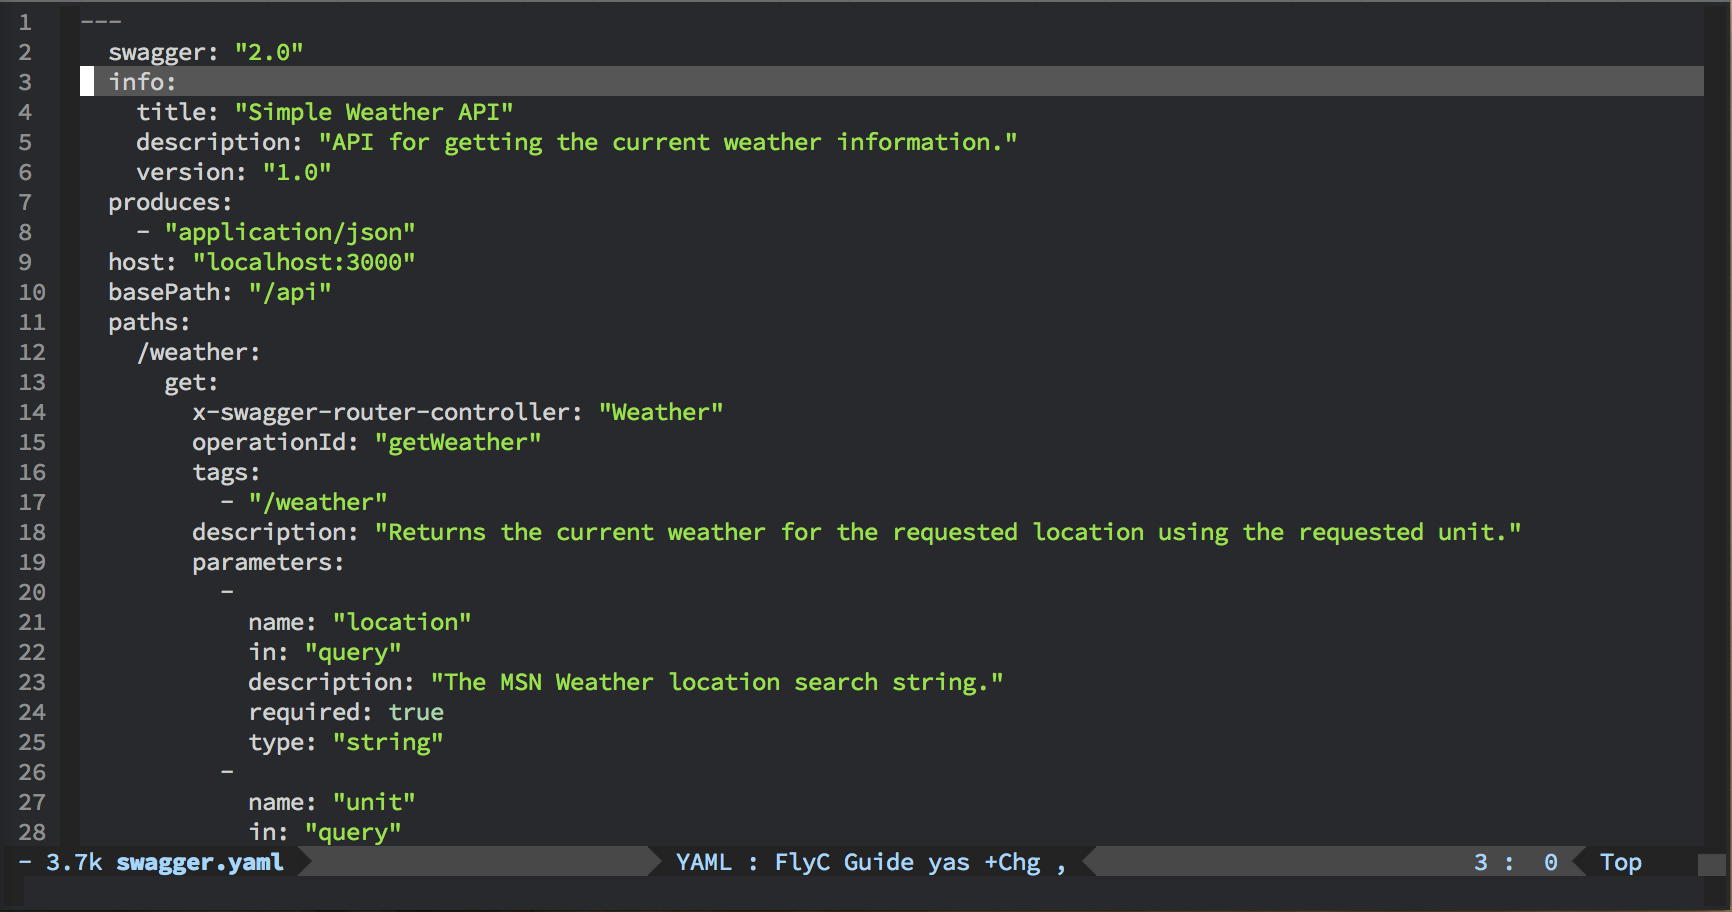 1 ---
2   swagger: "2.0"
3   info:
4     title: "Simple Weather API"
5     description: "API for getting the current weather information."
6     version: "1.0"
7   produces:
8     - "application/json"
9   host: "localhost:3000"
10   basePath: "/api"
11   paths:
12     /weather:
13       get:
14         x-swagger-router-controller: "Weather"
15         operationId: "getWeather"
16         tags:
17           - "/weather"
18         description: "Returns the current weather for the requested location using the requested unit."
19         parameters:
20           -
21             name: "location"
22             in: "query"
23             description: "The MSN Weather location search string."
24             required: true
25             type: "string"
26           -
27             name: "unit"
28             in: "query"
- 3.7k swagger.yaml YAML : FlyC Guide yas +Chg , 3 : 0 Top